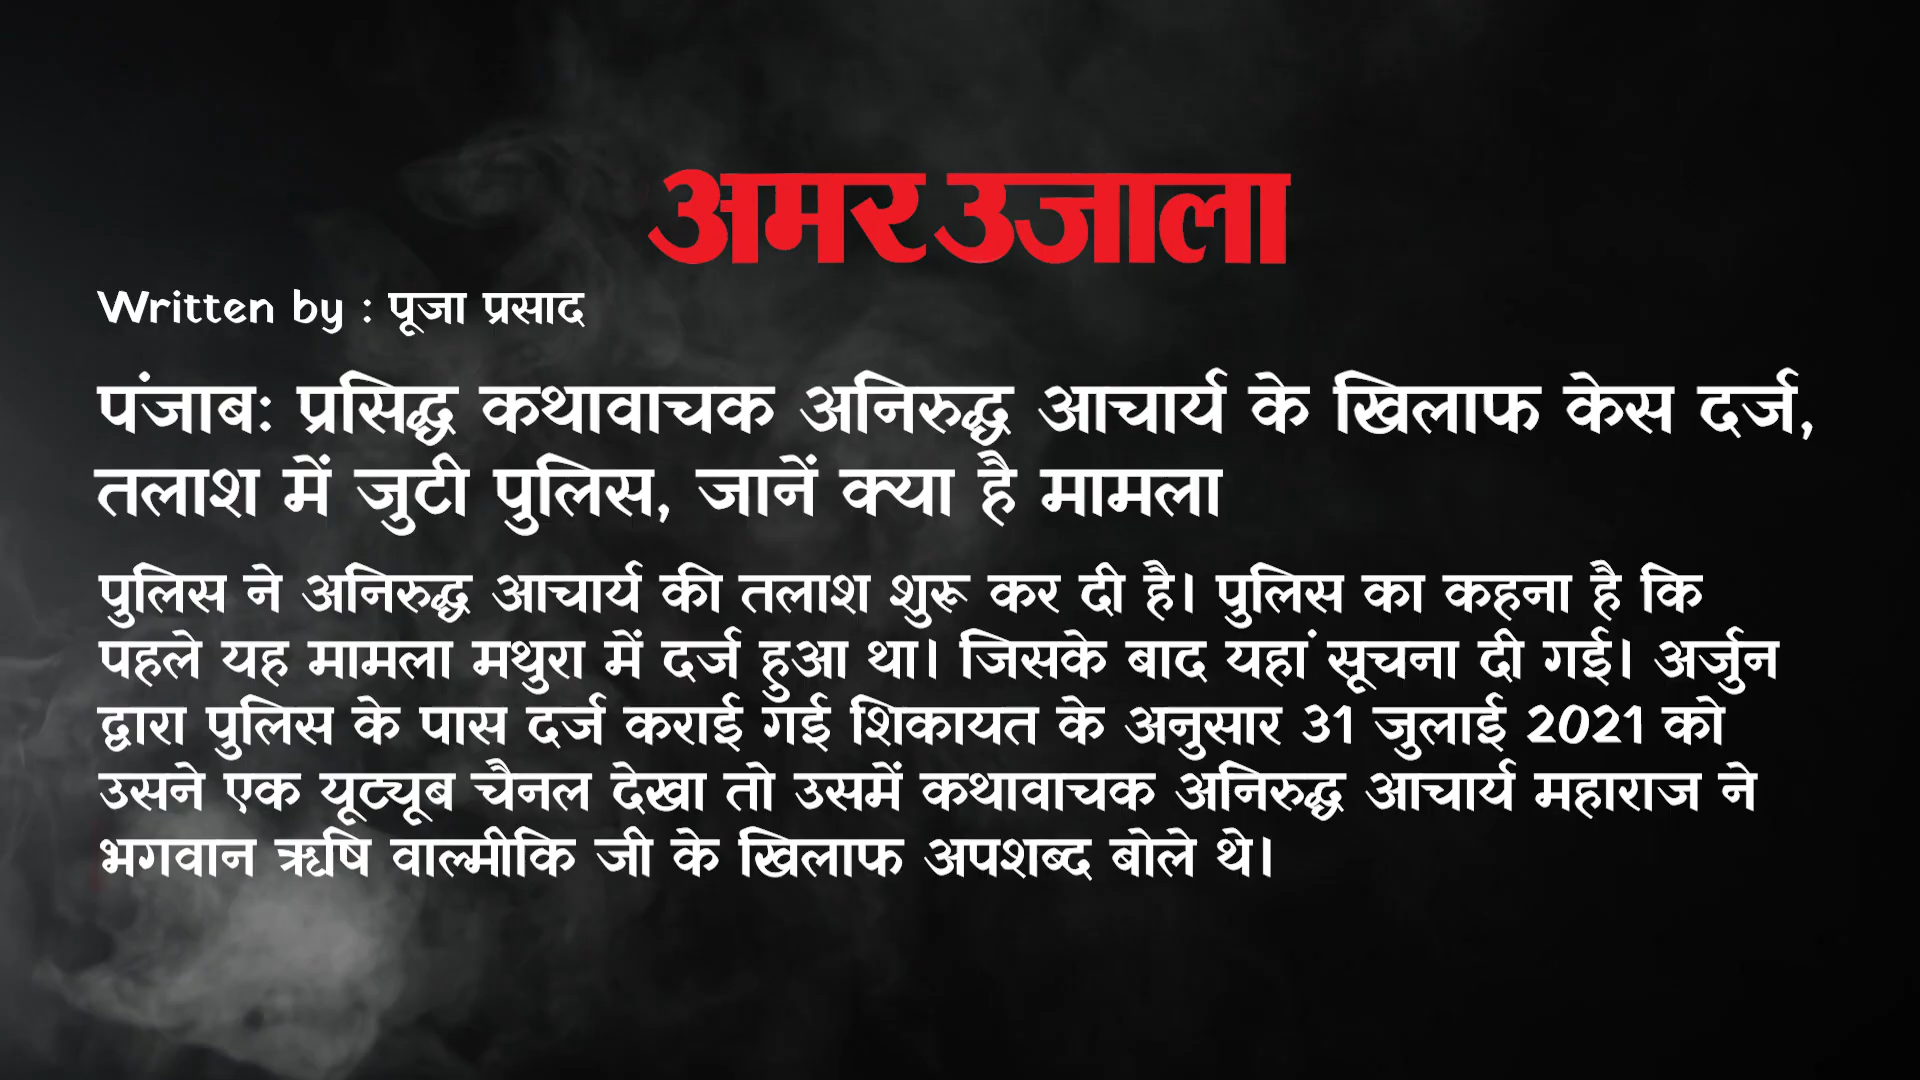 अमर उजाला
Written by : पूजा प्रसाद
पंजाब: प्रसिद्ध कथावाचक अनिरुद्ध आचार्य के खिलाफ केस दर्ज,
तलाश में जुटी पुलिस, जानें क्या है मामला
पुलिस ने अनिरुद्ध आचार्य की तलाश शुरू कर दी है। पुलिस का कहना है कि
पहले यह मामला मथुरा में दर्ज हुआ था। जिसके बाद यहां सूचना दी गई। अर्जुन
द्वारा पुलिस के पास दर्ज कराई गई शिकायत के अनुसार 31 जुलाई 2021 को
उसने एक यूट्यूब चैनल देखा तो उसमें कथावाचक अनिरुद्ध आचार्य महाराज ने
भगवान ऋषि वाल्मीकि जी के खिलाफ अपशब्द बोले थे।